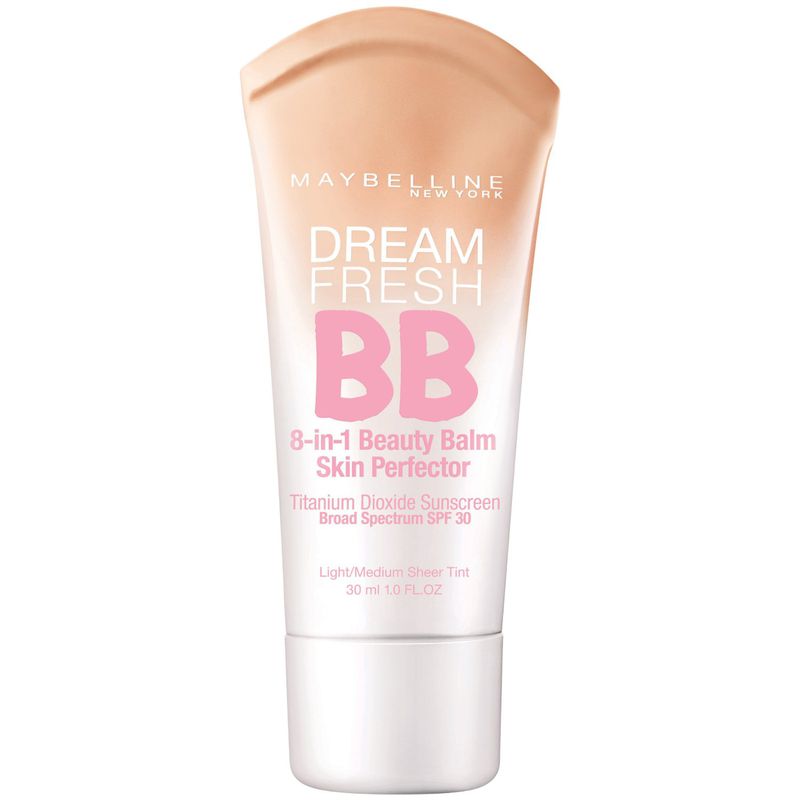 MAYBELLINE
NEW YORK
DREAM
FRESH
BB
8-in-1 Beauty Balm
Skin Perfector
Titanium Dioxide Sunscreen
Broad Spectrum SPF 30
Light/Medium Sheer Tint
30 ml 1.0 FL.OZ